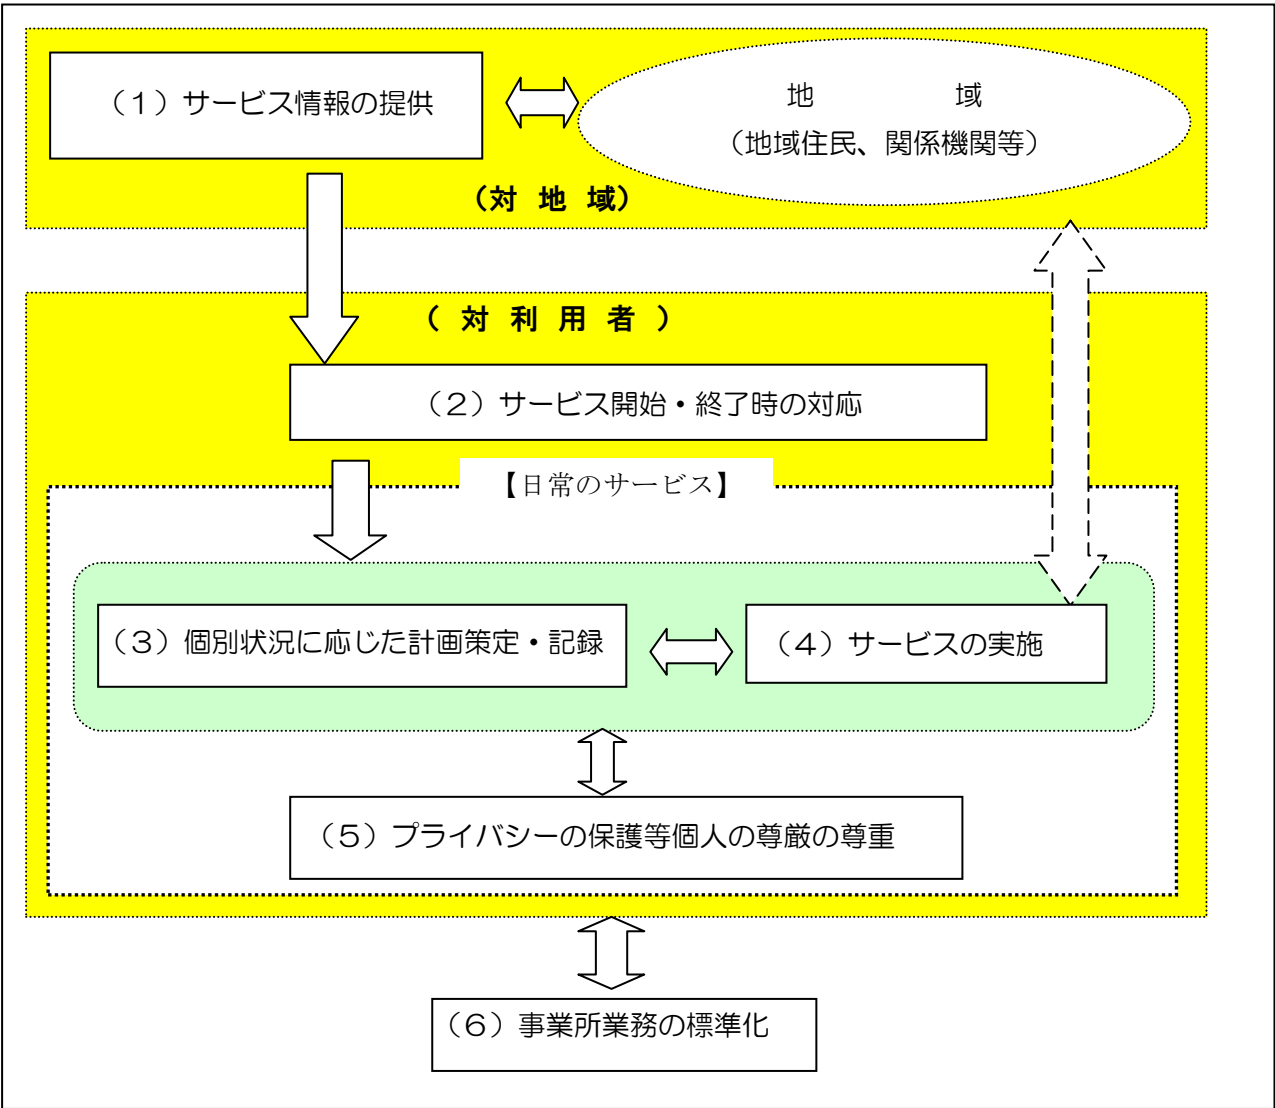 (1)サービス情報の提供
地 域
(地域住民、関係機関等)
(対 地 域)
( 対 利 用 者 )
(2)サービス開始・終了時の対応
【日常のサービス】
(3)個別状況に応じた計画策定・記録
(4)サービスの実施
(5)プライバシーの保護等個人の尊厳の尊重
(6)事業所業務の標準化